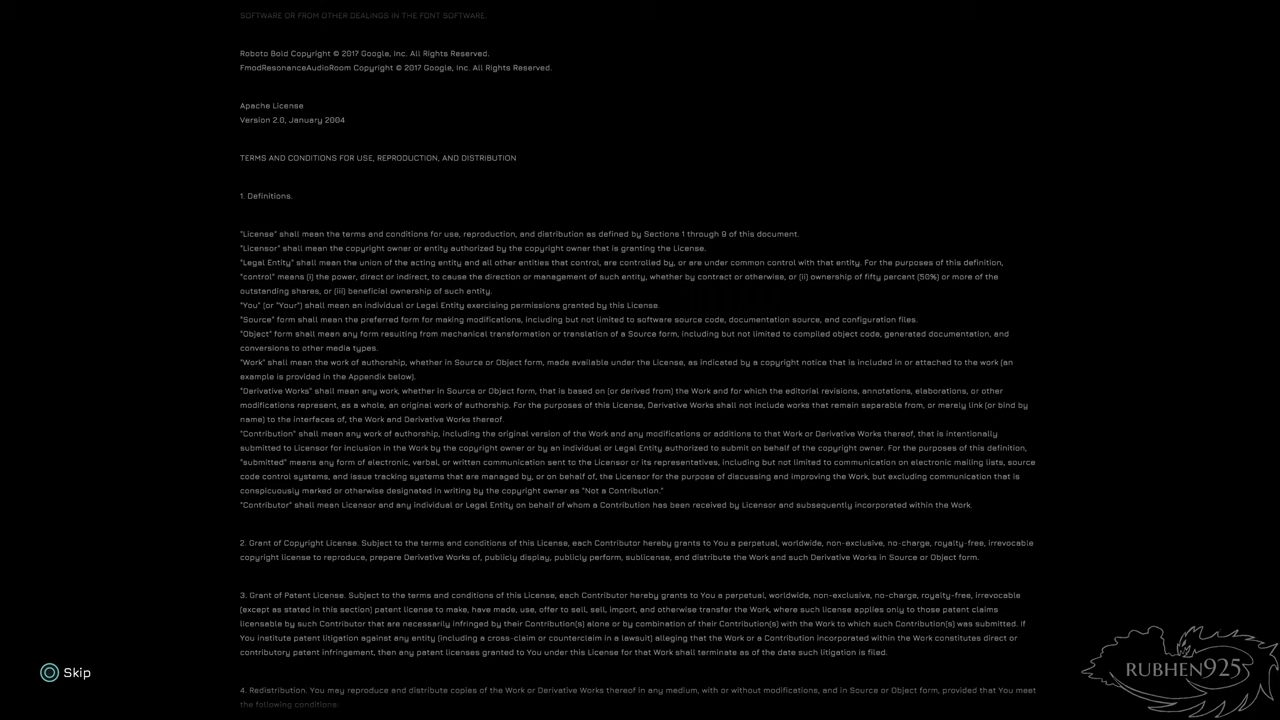 SOFTWARE OR FROM OTHER DEALINGS IN THE FONT SOFTWARE.
Roboto Bold Copyright © 2017 Google, Inc. All Rights Reserved.
FmodResonanceAudioRoom Copyright © 2017 Google, Inc. All Rights Reserved.
Apache License
Version 2.0, January 2004
TERMS AND CONDITIONS FOR USE, REPRODUCTION, AND DISTRIBUTION
1. Definitions.
"License" shall mean the terms and conditions for use, reproduction, and distribution as defined by Sections 1 through 9 of this document.
"Licensor" shall mean the copyright owner or entity authorized by the copyright owner that is granting the License.
"Legal Entity" shall mean the union of the acting entity and all other entities that control, are controlled by, or are under common control with that entity. For the purposes of this definition,
"control" means (i) the power, direct or indirect, to cause the direction or management of such entity, whether by contract or otherwise, or (ii) ownership of fifty percent (50%) or more of the
outstanding shares, or (iii) beneficial ownership of such entity.
"You" (or "Your") shall mean an individual or Legal Entity exercising permissions granted by this License.
"Source" form shall mean the preferred form for making modifications, including but not limited to software source code, documentation source, and configuration files.
"Object" form shall mean any form resulting from mechanical transformation or translation of a Source form, including but not limited to compiled object code, generated documentation, and
conversions to other media types.
"Work" shall mean the work of authorship, whether in Source or Object form, made available under the License, as indicated by a copyright notice that is included in or attached to the work (an
example is provided in the Appendix below).
"Derivative Works" shall mean any work, whether in Source or Object form, that is based on (or derived from) the Work and for which the editorial revisions, annotations, elaborations, or other
modifications represent, as a whole, an original work of authorship. For the purposes of this License, Derivative Works shall not include works that remain separable from, or merely link (or bind by
name) to the interfaces of, the Work and Derivative Works thereof.
"Contribution" shall mean any work of authorship, including the original version of the Work and any modifications or additions to that Work or Derivative Works thereof, that is intentionally
submitted to Licensor for inclusion in the Work by the copyright owner or by an individual or Legal Entity authorized to submit on behalf of the copyright owner. For the purposes of this definition,
"submitted" means any form of electronic, verbal, or written communication sent to the Licensor or its representatives, including but not limited to communication on electronic mailing lists, source
code control systems, and issue tracking systems that are managed by, or on behalf of, the Licensor for the purpose of discussing and improving the Work, but excluding communication that is
conspicuously marked or otherwise designated in writing by the copyright owner as "Not a Contribution."
"Contributor" shall mean Licensor and any individual or Legal Entity on behalf of whom a Contribution has been received by Licensor and subsequently incorporated within the Work.
2. Grant of Copyright License. Subject to the terms and conditions of this License, each Contributor hereby grants to You a perpetual, worldwide, non-exclusive, no-charge, royalty-free, irrevocable
copyright license to reproduce, prepare Derivative Works of, publicly display, publicly perform, sublicense, and distribute the Work and such Derivative Works in Source or Object form.
3. Grant of Patent License. Subject to the terms and conditions of this License, each Contributor hereby grants to You a perpetual, worldwide, non-exclusive, no-charge, royalty-free, irrevocable
(except as stated in this section) patent license to make, have made, use, offer to sell, sell, import, and otherwise transfer the Work, where such license applies only to those patent claims
licensable by such Contributor that are necessarily infringed by their Contribution(s) alone or by combination of their Contribution(s) with the Work to which such Contribution(s) was submitted. If
You institute patent litigation against any entity (including a cross-claim or counterclaim in a lawsuit) alleging that the Work or a Contribution incorporated within the Work constitutes direct or
contributory patent infringement, then any patent licenses granted to You under this License for that Work shall terminate as of the date such litigation is filed.
Skip
RUBHEN925
4. Redistribution. You may reproduce and distribute copies of the Work or Derivative Works thereof in any medium, with or without modifications, and in Source or Object form, provided that You meet
the following conditions: